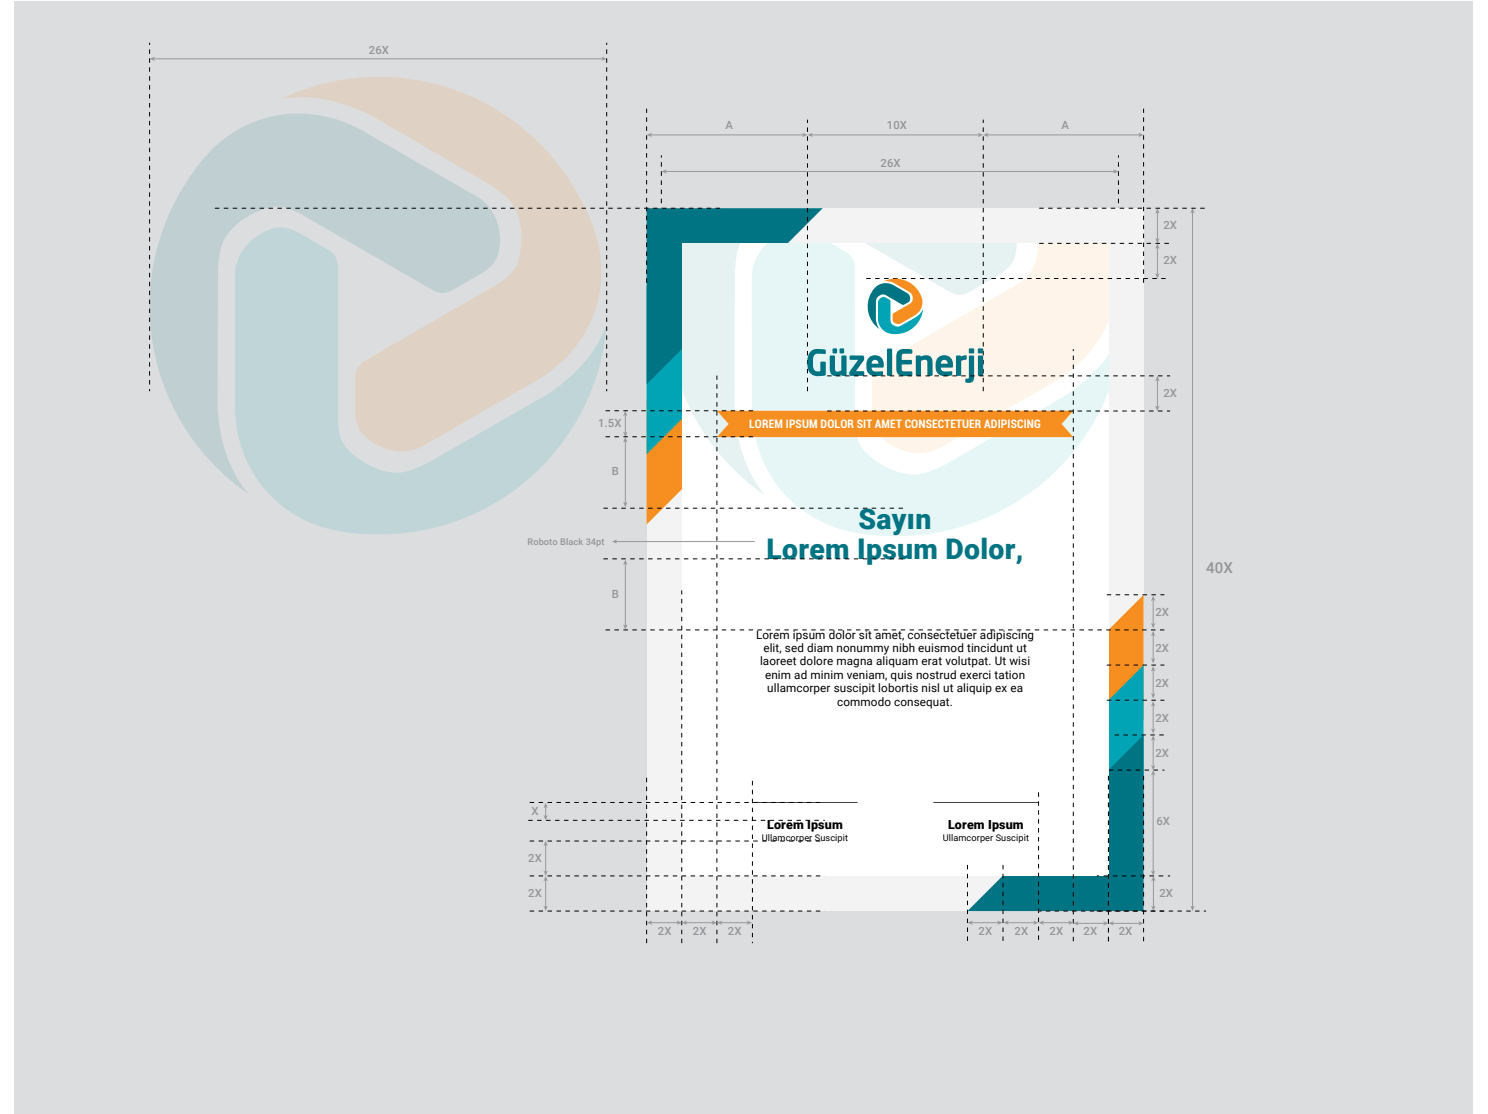 26X
A
10X
A
26X
2X
2X
GüzelEnerji
2X
1.5X
LOREM IPSUM DOLOR SIT AMET CONSECTETUER ADIPISCING
B
Sayın
Roboto Black 34pt
Lorem Ipsum Dolor,
40X
B
2X
Lorem ipsum dolor sit amet, consectetuer adipiscing
elit, sed diam nonummy nibh euismod tincidunt ut
laoreet dolore magna aliquam erat volutpat. Ut wisi
enim ad minim veniam, quis nostrud exerci tation
ullamcorper suscipit lobortis nisl ut aliquip ex ea
commodo consequat.
2X
2X
2X
2X
X
Lorem Ipsum
Ullamcorper Suscipit
Lorem Ipsum
Ullamcorper Suscipit
6X
2X
2X
2X
2X 2X 2X
2X 2X 2X 2X 2X